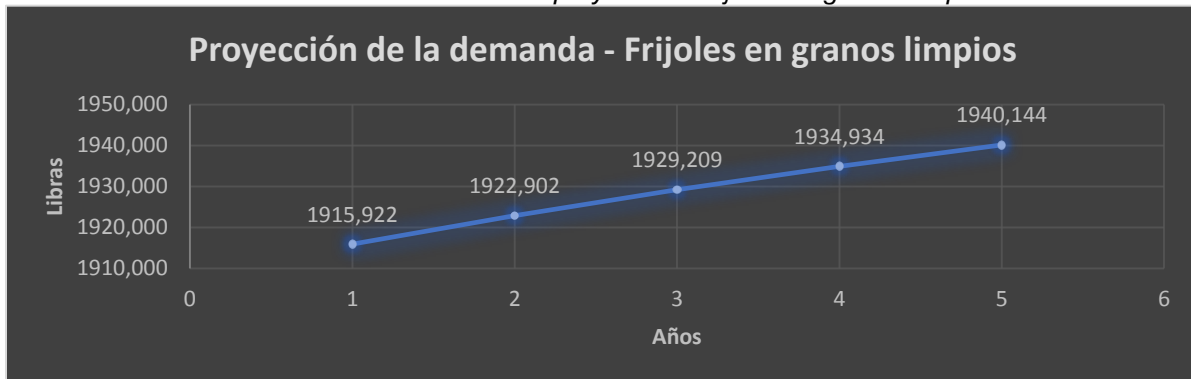 Proyección de la demanda - Frijoles en granos limpios
1950,000
1940,000
1930,000
1920,000
1910,000
Libras
1915,922
1922,902
1929,209
1934,934
1940,144
0 1 2 3 4 5 6
Años